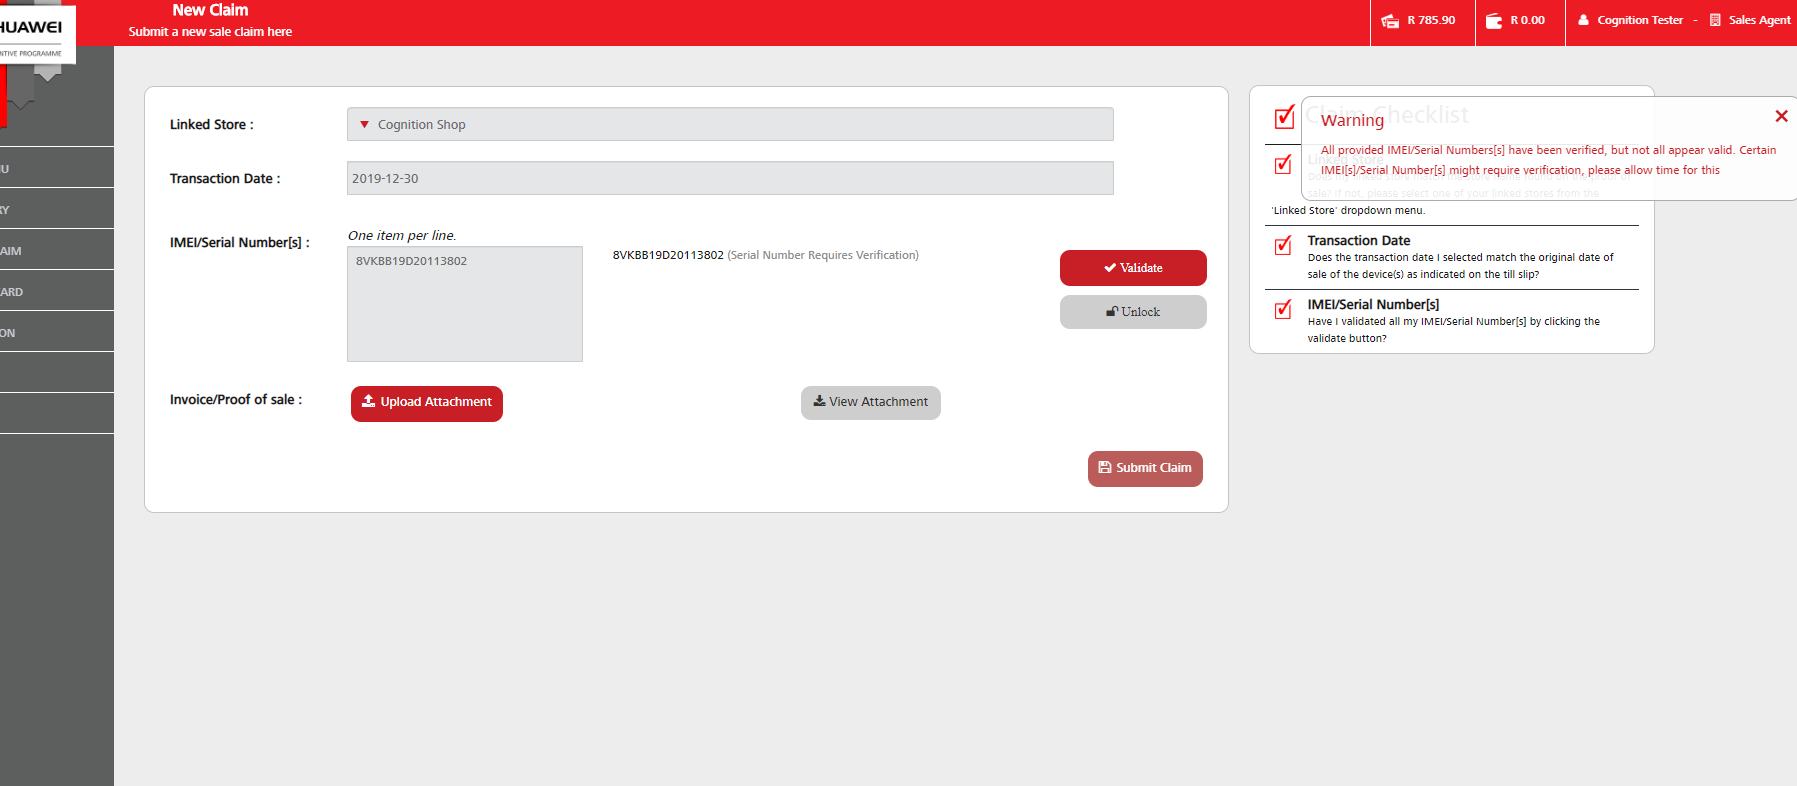 New Claim
Submit a new sale claim here
R 785.90
R 0.00
Cognition Tester - Sales Agent
HUAWEI
NTIVE PROGRAMME
NU
RY
AIM
ARD
ON
Linked Store :
Cognition Shop
Transaction Date :
2019-12-30
IMEI/Serial Number[s] :
One item per line.
8VKBB19D20113802
8VKBB19D20113802 (Serial Number Requires Verification)
Validate
Unlock
Invoice/Proof of sale :
Upload Attachment
View Attachment
Submit Claim
Claim Checklist
Warning
All provided IMEI/Serial Numbers[s] have been verified, but not all appear valid. Certain
IMEI[s]/Serial Number[s] might require verification, please allow time for this
Linked Store
sale? If not, please select one of your linked stores from the
'Linked Store' dropdown menu.
Transaction Date
Does the transaction date I selected match the original date of
sale of the device(s) as indicated on the till slip?
IMEI/Serial Number[s]
Have I validated all my IMEI/Serial Number[s] by clicking the
validate button?